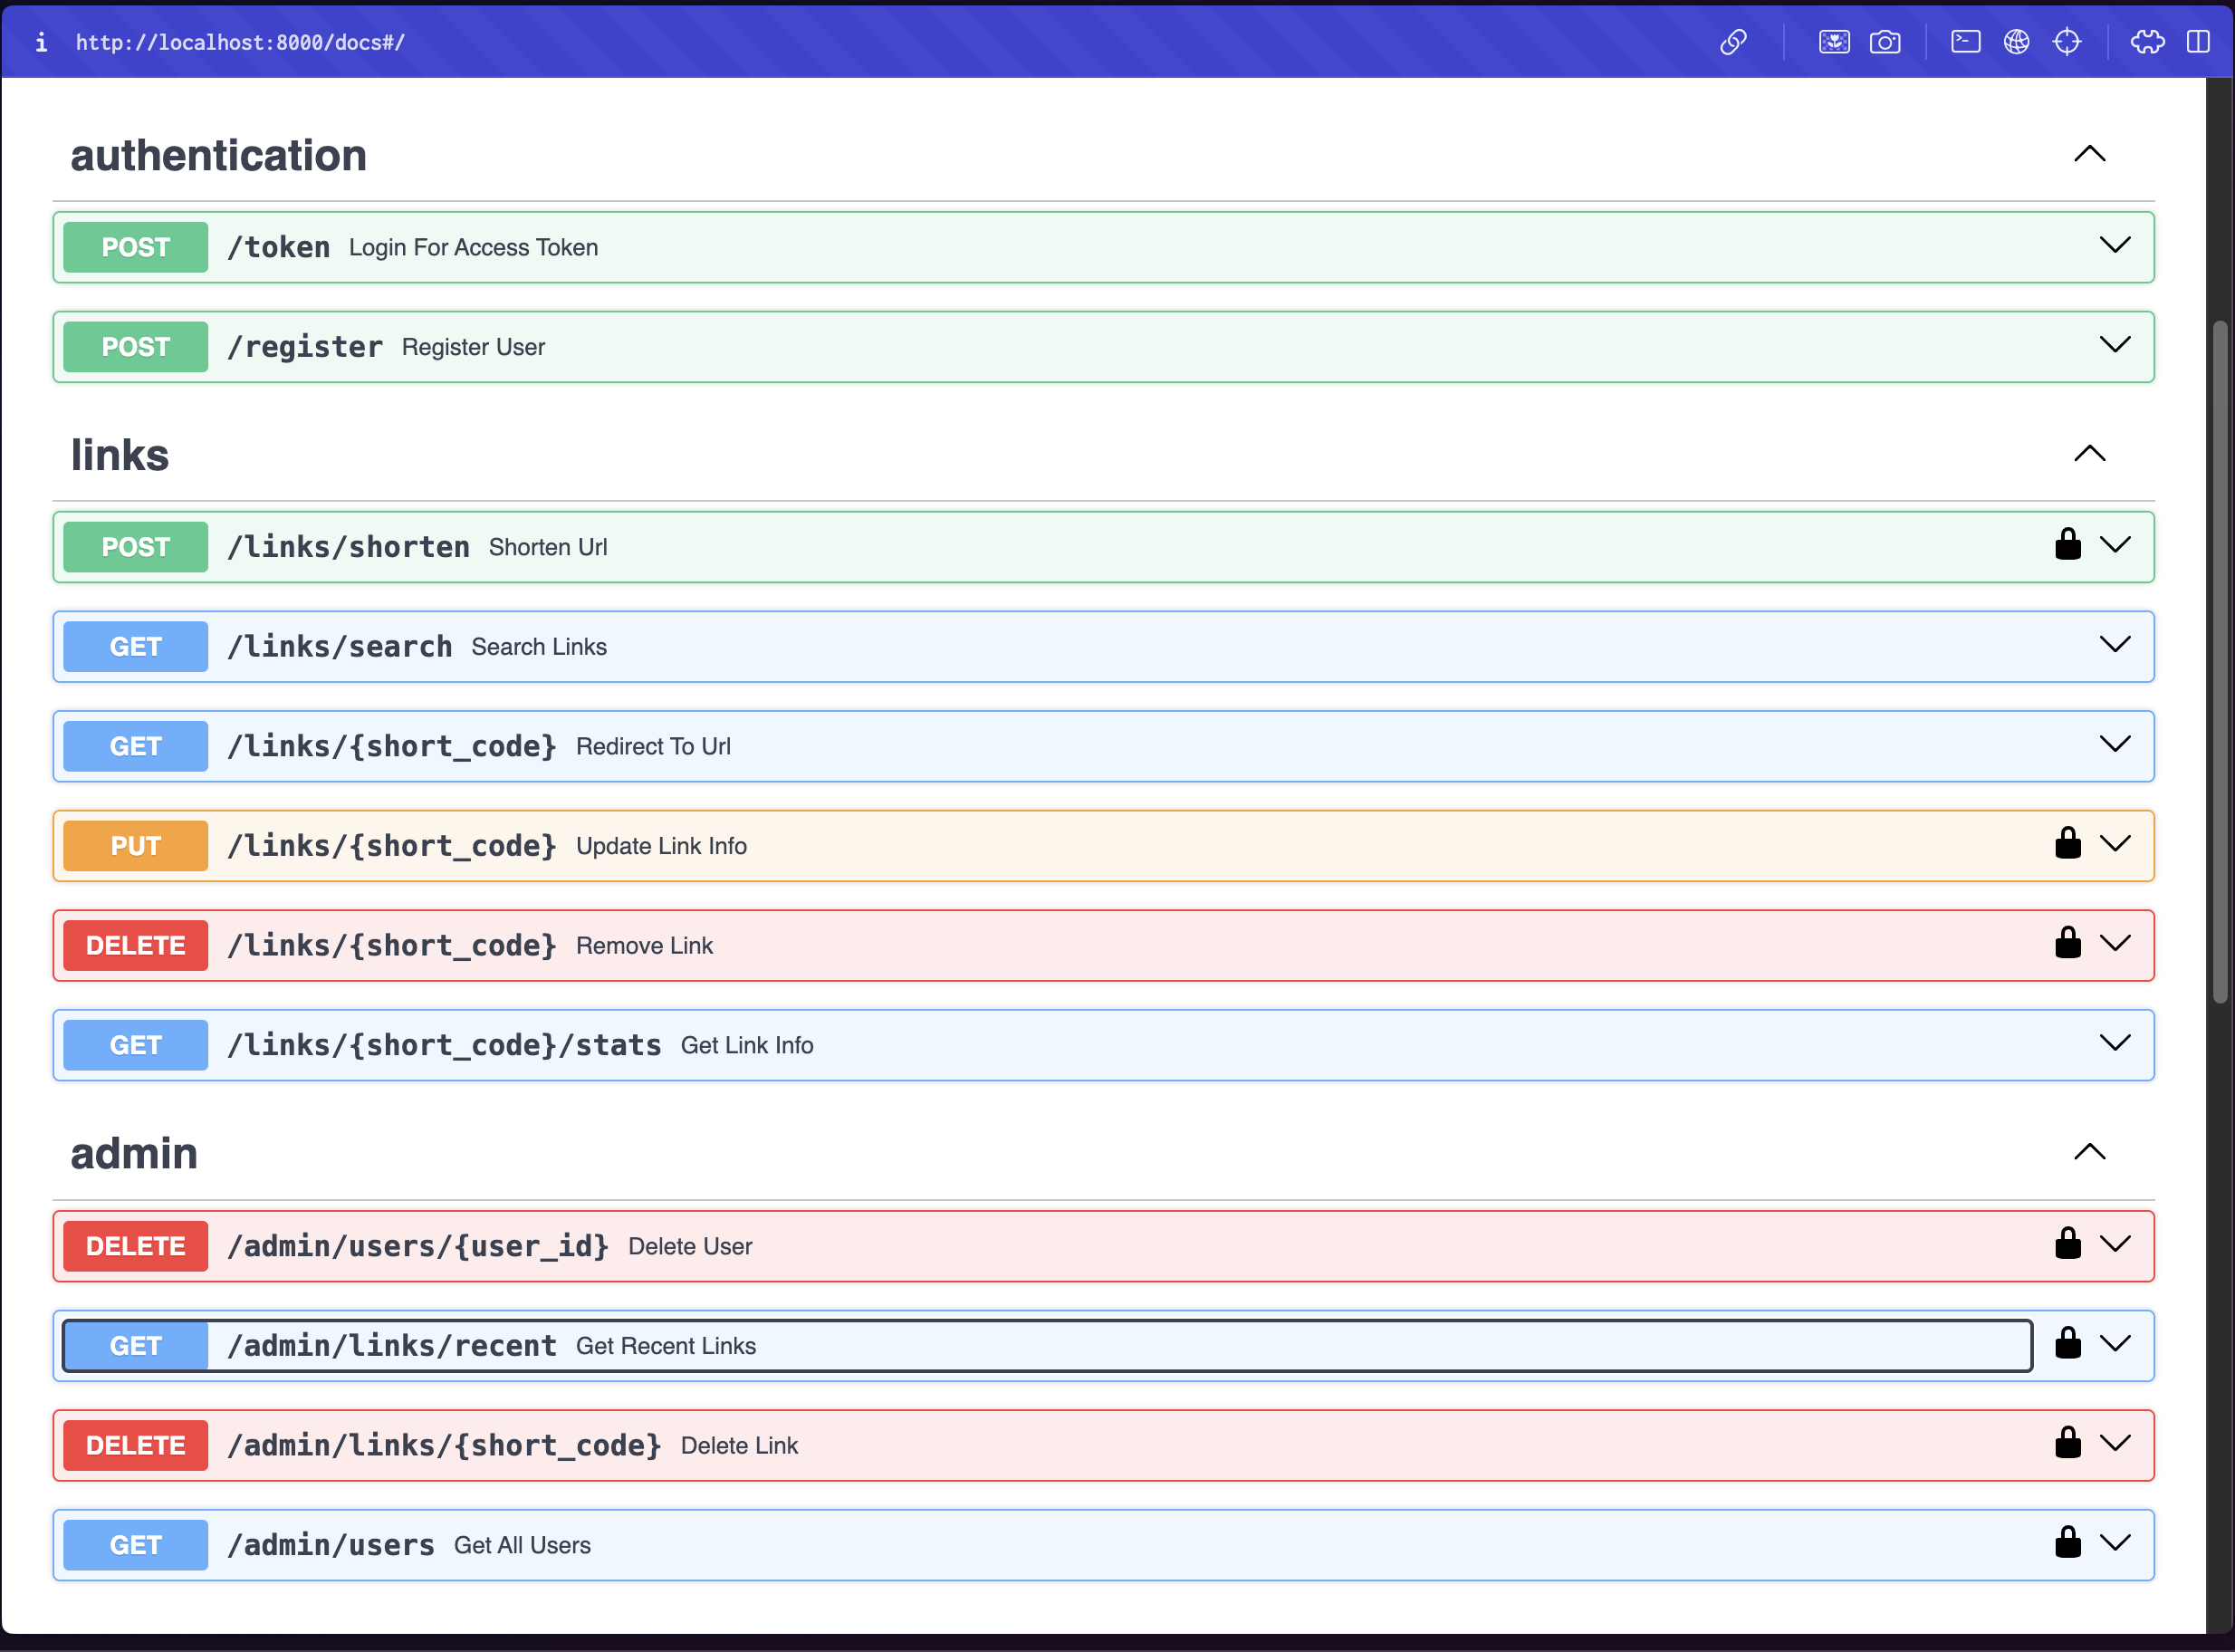 i http://localhost:8000/docs#/
authentication
POST /token Login For Access Token
POST /register Register User
links
POST /links/shorten Shorten Url
GET /links/search Search Links
GET /links/{short_code} Redirect To Url
PUT /links/{short_code} Update Link Info
DELETE /links/{short_code} Remove Link
GET /links/{short_code}/stats Get Link Info
admin
DELETE /admin/users/{user_id} Delete User
GET /admin/links/recent Get Recent Links
DELETE /admin/links/{short_code} Delete Link
GET /admin/users Get All Users